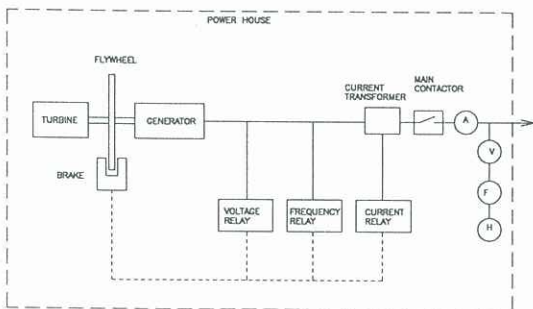 POWER HOUSE
FLYWHEEL
TURBINE
GENERATOR
BRAKE
CURRENT
TRANSFORMER
MAIN
CONTACTOR
A
V
F
H
VOLTAGE
RELAY
FREQUENCY
RELAY
CURRENT
RELAY